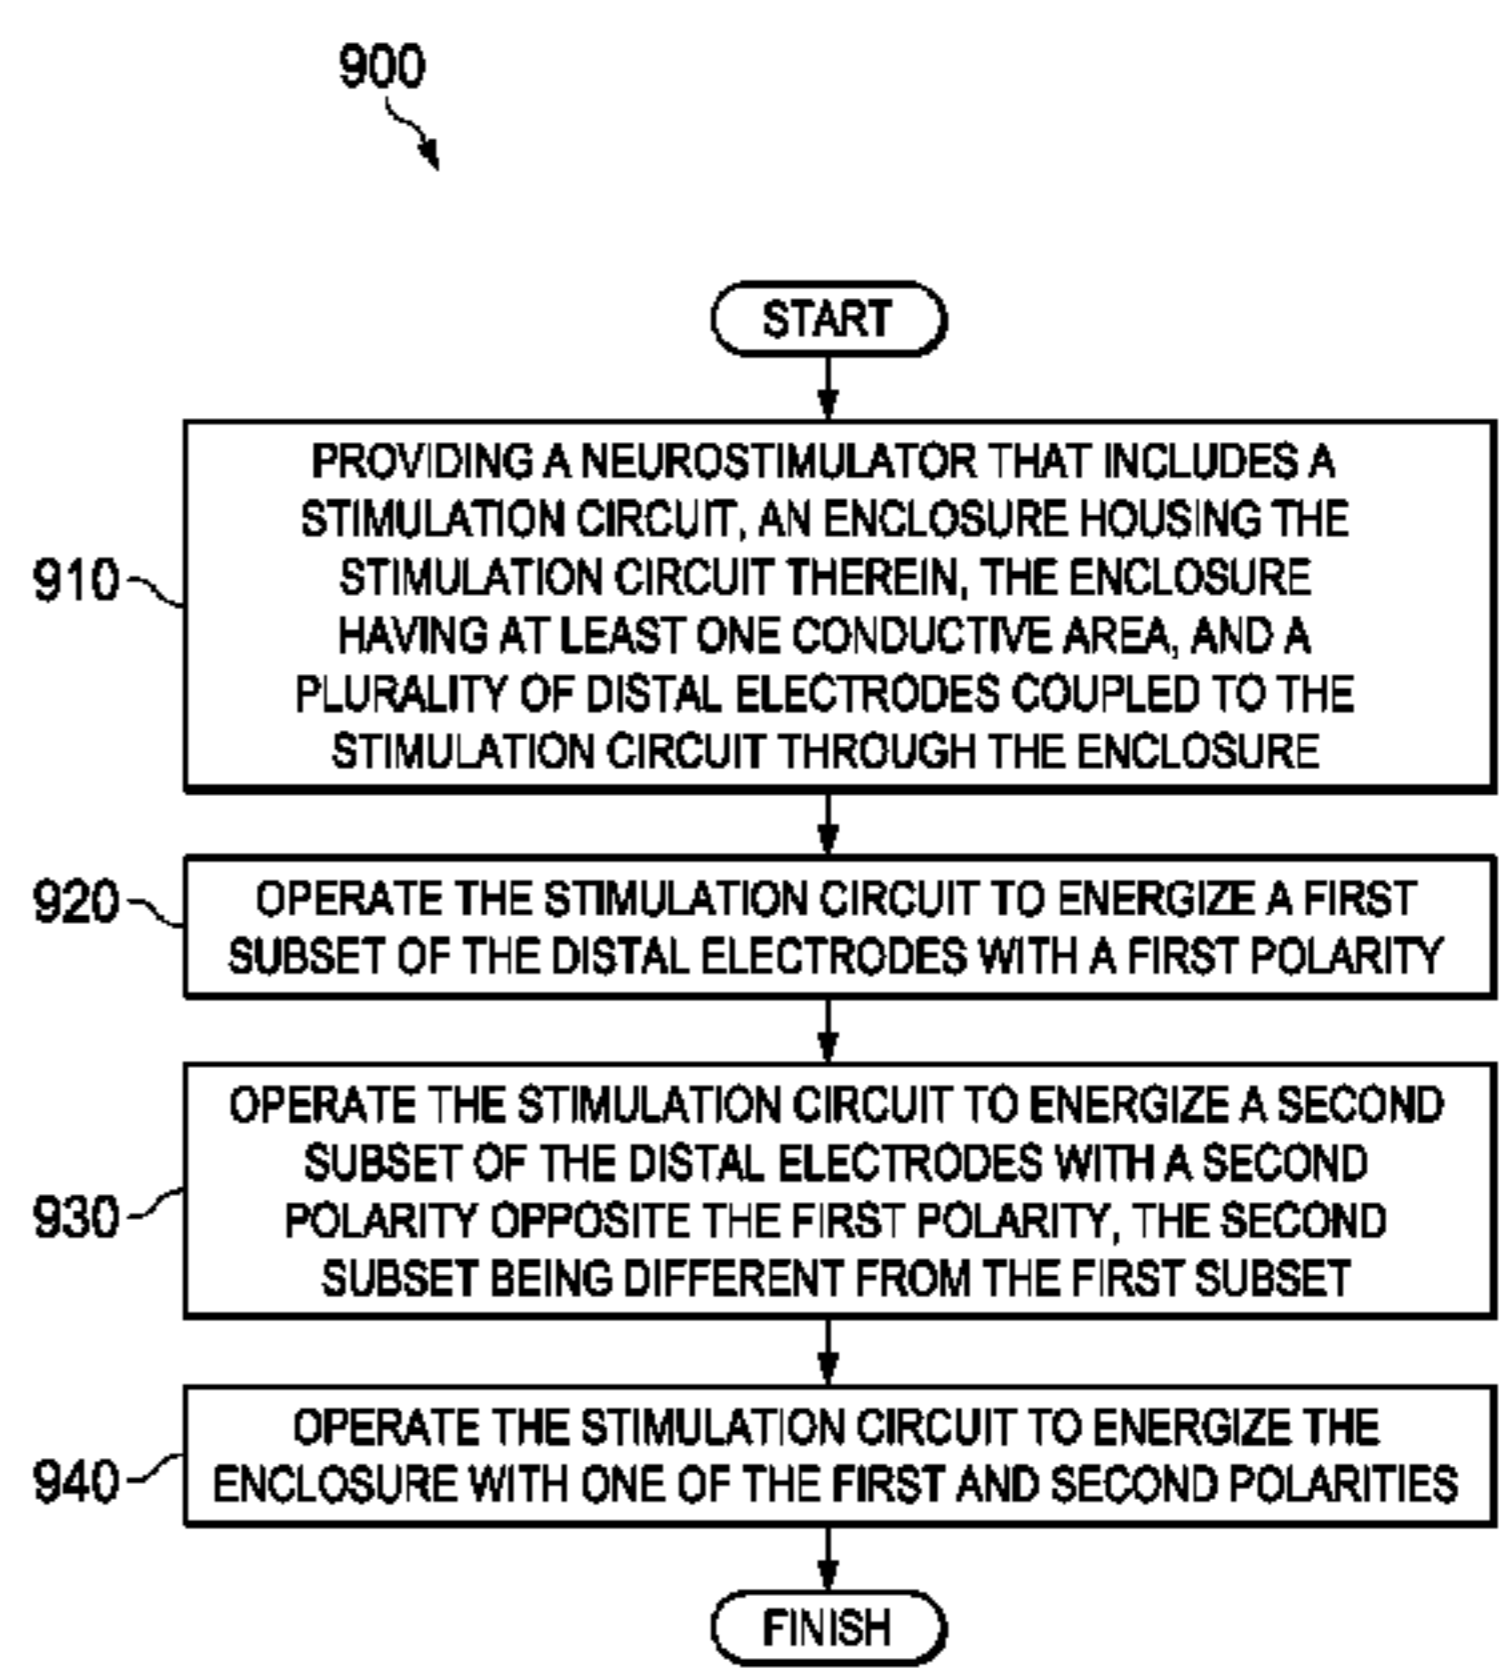 900
START
910
PROVIDING A NEUROSTIMULATOR THAT INCLUDES A
STIMULATION CIRCUIT, AN ENCLOSURE HOUSING THE
STIMULATION CIRCUIT THEREIN, THE ENCLOSURE
HAVING AT LEAST ONE CONDUCTIVE AREA, AND A
PLURALITY OF DISTAL ELECTRODES COUPLED TO THE
STIMULATION CIRCUIT THROUGH THE ENCLOSURE
920
OPERATE THE STIMULATION CIRCUIT TO ENERGIZE A FIRST
SUBSET OF THE DISTAL ELECTRODES WITH A FIRST POLARITY
930
OPERATE THE STIMULATION CIRCUIT TO ENERGIZE A SECOND
SUBSET OF THE DISTAL ELECTRODES WITH A SECOND
POLARITY OPPOSITE THE FIRST POLARITY, THE SECOND
SUBSET BEING DIFFERENT FROM THE FIRST SUBSET
940
OPERATE THE STIMULATION CIRCUIT TO ENERGIZE THE
ENCLOSURE WITH ONE OF THE FIRST AND SECOND POLARITIES
FINISH